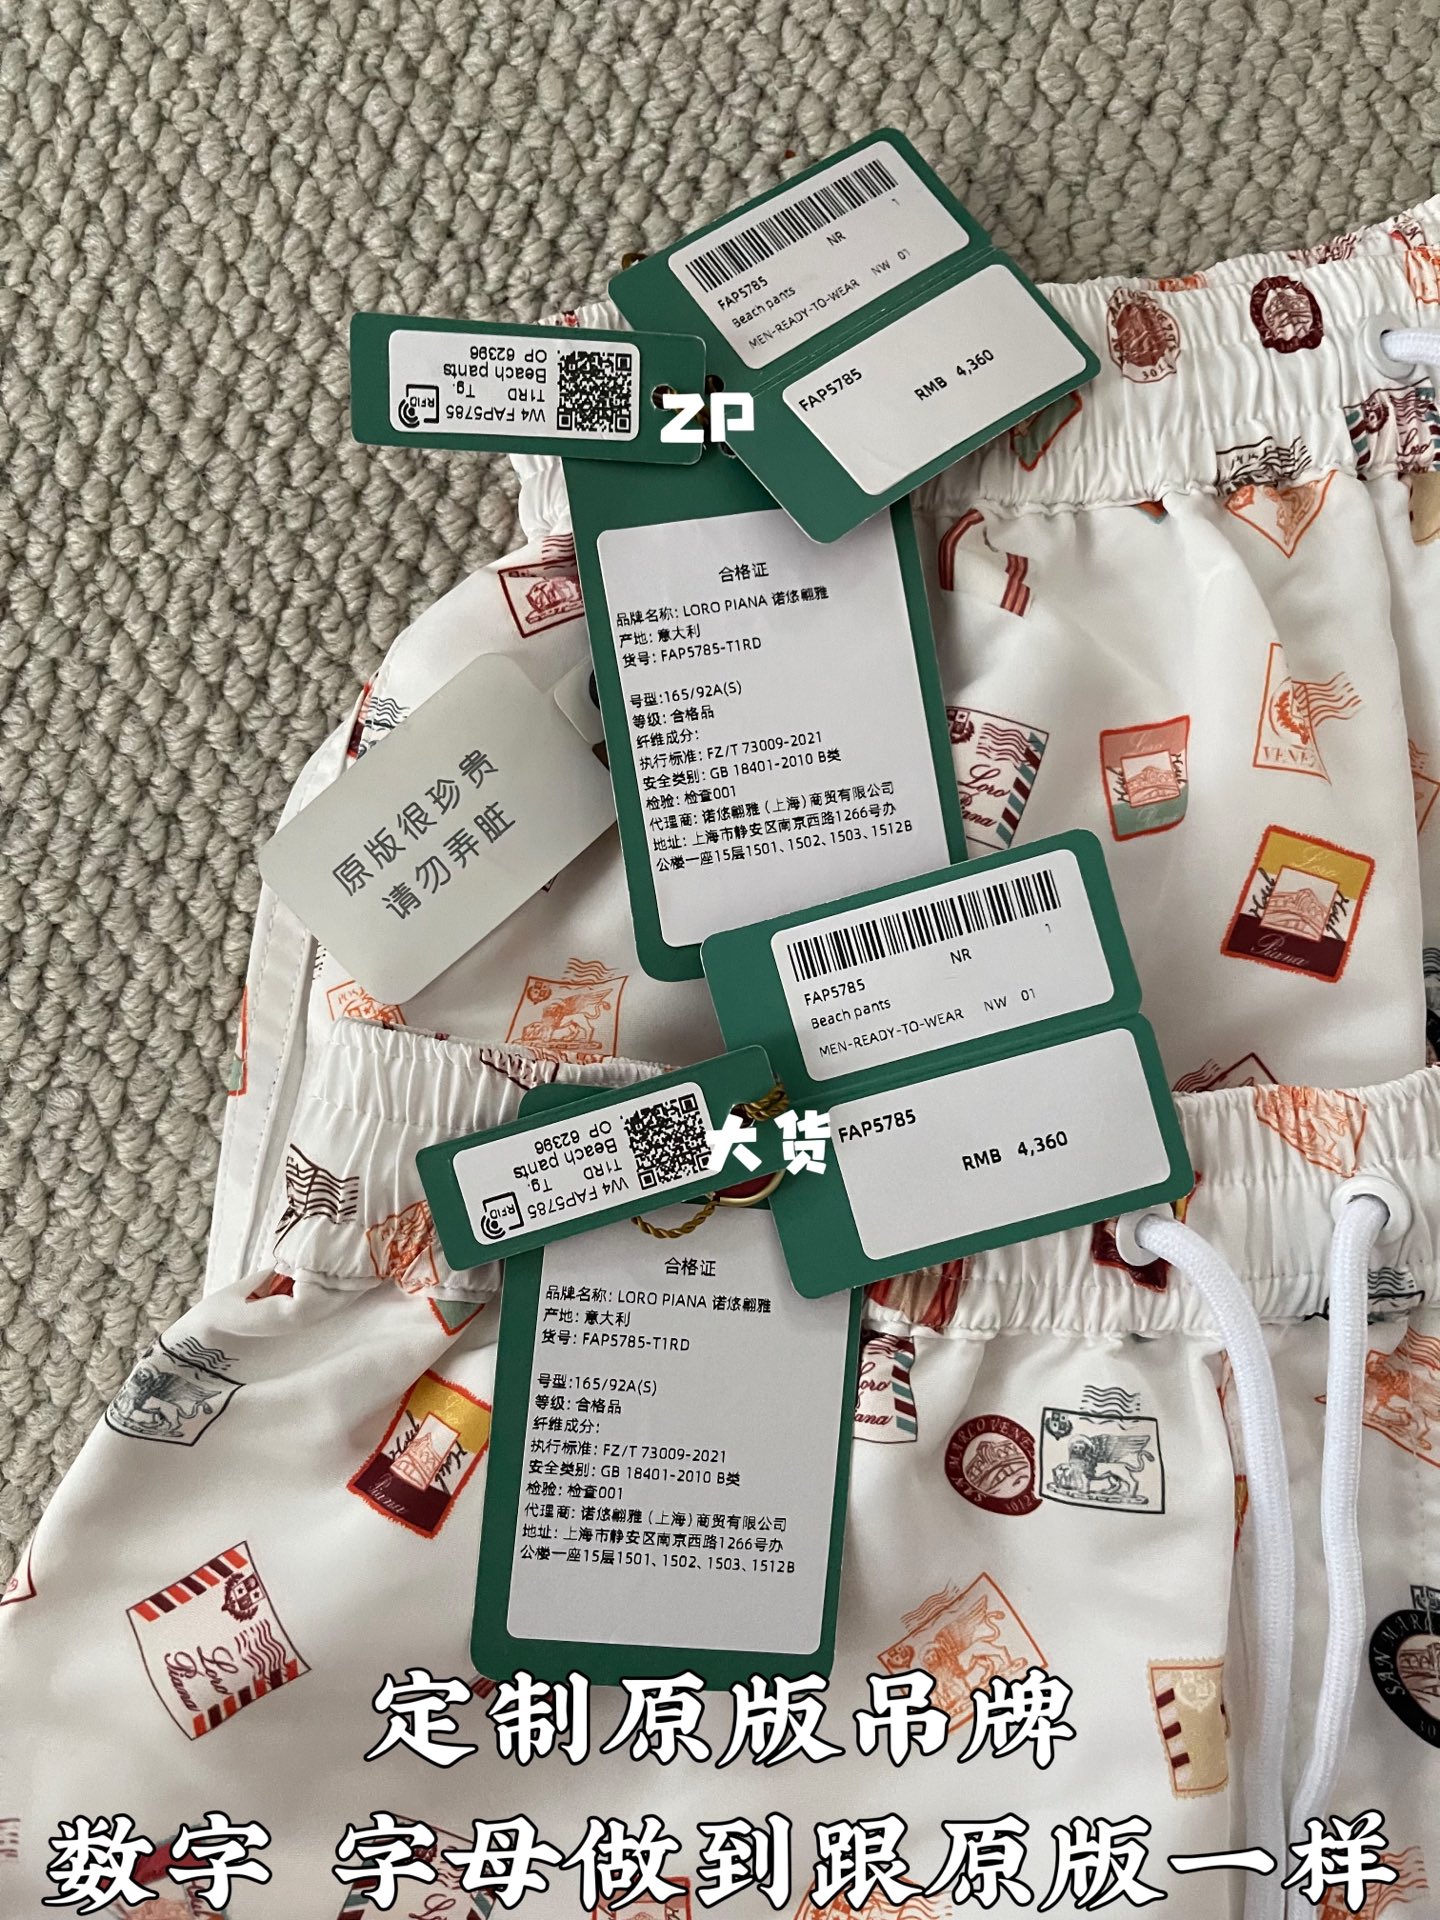 NR
1
FAP5785
Beach pants
MEN-READY-TO-WEAR NW 01
FAP5785
RMB 4,360
W4 FAP5785
T1RD
Tg.
Beach pants
OP 62396
RFID
ZP
合格证
品牌名称: LORO PIANA 诺悠翩雅
产地: 意大利
货号: FAP5785-T1RD
号型:165/92A(S)
等级: 合格品
纤维成分:
执行标准: FZ/T 73009-2021
安全类别: GB 18401-2010 B类
检验: 检查001
代理商: 诺悠翩雅 (上海) 商贸有限公司
地址: 上海市静安区南京西路1266号办
公楼一座15层1501、1502、1503、1512B
原版很珍贵
请勿弄脏
NR
1
FAP5785
Beach pants
MEN-READY-TO-WEAR NW 01
FAP5785
RMB 4,360
W4 FAP5785
T1RD
Tg.
Beach pants
OP 62396
RFID
大货
合格证
品牌名称: LORO PIANA 诺悠翩雅
产地: 意大利
货号: FAP5785-T1RD
号型:165/92A(S)
等级: 合格品
纤维成分:
执行标准: FZ/T 73009-2021
安全类别: GB 18401-2010 B类
检验: 检查001
代理商: 诺悠翩雅 (上海) 商贸有限公司
地址: 上海市静安区南京西路1266号办
公楼一座15层1501、1502、1503、1512B
Loro
Piana
Loro
Piana
Loro
Piana
定制原版吊牌
数字 字母做到跟原版一样